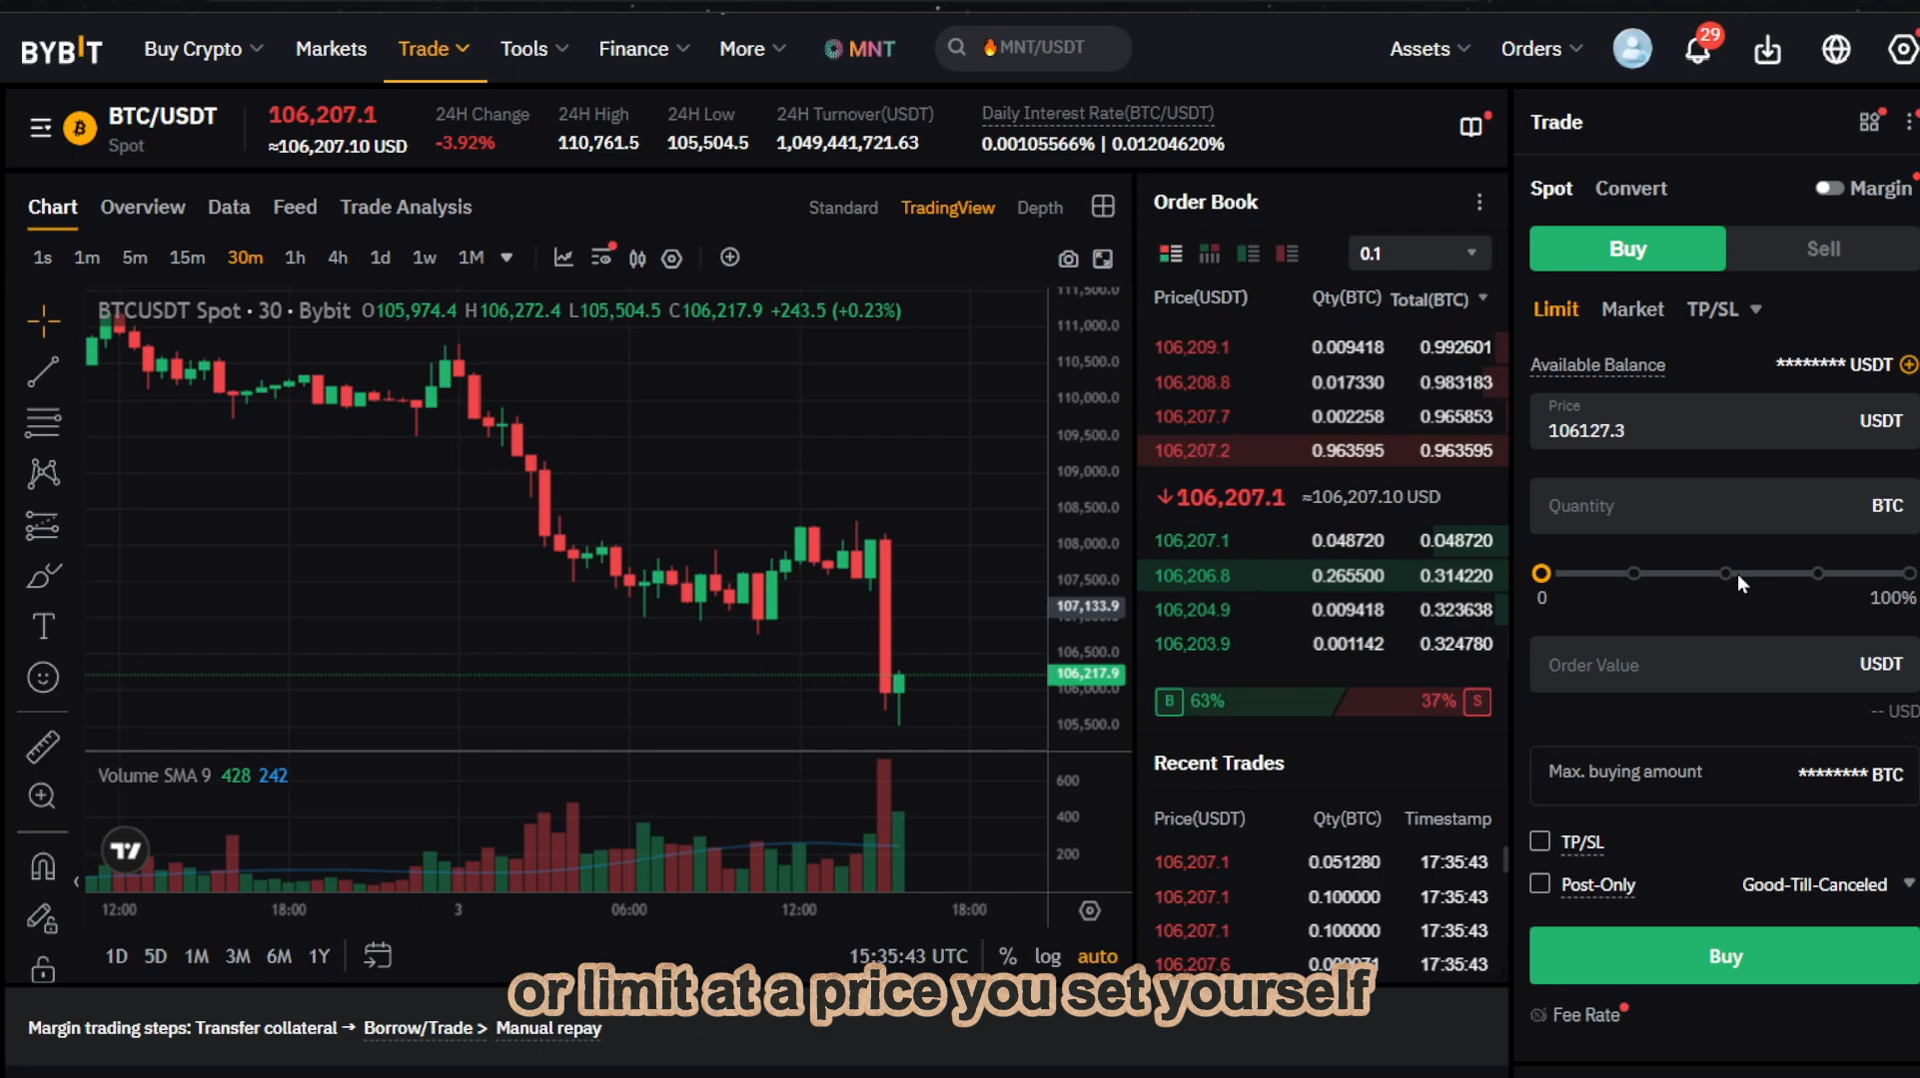 BYBIT Buy Crypto Markets Trade Tools Finance More MNT MNT/USDT Assets Orders 29
BTC/USDT
Spot
106,207.1
≈106,207.10 USD
24H Change
-3.92%
24H High
110,761.5
24H Low
105,504.5
24H Turnover(USDT)
1,049,441,721.63
Daily Interest Rate(BTC/USDT)
0.00105566% | 0.01204620%
Chart Overview Data Feed Trade Analysis Standard TradingView Depth
1s 1m 5m 15m 30m 1h 4h 1d 1w 1M
BTCUSDT Spot · 30 · Bybit O105,974.4 H106,272.4 L105,504.5 C106,217.9 +243.5 (+0.23%)
111,500.0
111,000.0
110,500.0
110,000.0
109,500.0
109,000.0
108,500.0
108,000.0
107,500.0
107,133.9
106,500.0
106,217.9
106,000.0
105,500.0
Volume SMA 9 428 242
600
400
200
12:00 18:00 3 06:00 12:00 18:00
1D 5D 1M 3M 6M 1Y 15:35:43 UTC % log auto
Order Book
0.1
Price(USDT) Qty(BTC) Total(BTC)
106,209.1 0.009418 0.992601
106,208.8 0.017330 0.983183
106,207.7 0.002258 0.965853
106,207.2 0.963595 0.963595
106,207.1 ≈106,207.10 USD
106,207.1 0.048720 0.048720
106,206.8 0.265500 0.314220
106,204.9 0.009418 0.323638
106,203.9 0.001142 0.324780
B 63% 37% S
Recent Trades
Price(USDT) Qty(BTC) Timestamp
106,207.1 0.051280 17:35:43
106,207.1 0.100000 17:35:43
106,207.1 0.100000 17:35:43
106,207.6 17:35:43
Trade
Spot Convert Margin
Buy Sell
Limit Market TP/SL
Available Balance ******** USDT
Price
106127.3 USDT
Quantity BTC
0 100%
Order Value USDT
-- USD
Max. buying amount ******** BTC
TP/SL
Post-Only Good-Till-Canceled
Buy
Fee Rate
or limit at a price you set yourself
Margin trading steps: Transfer collateral → Borrow/Trade > Manual repay